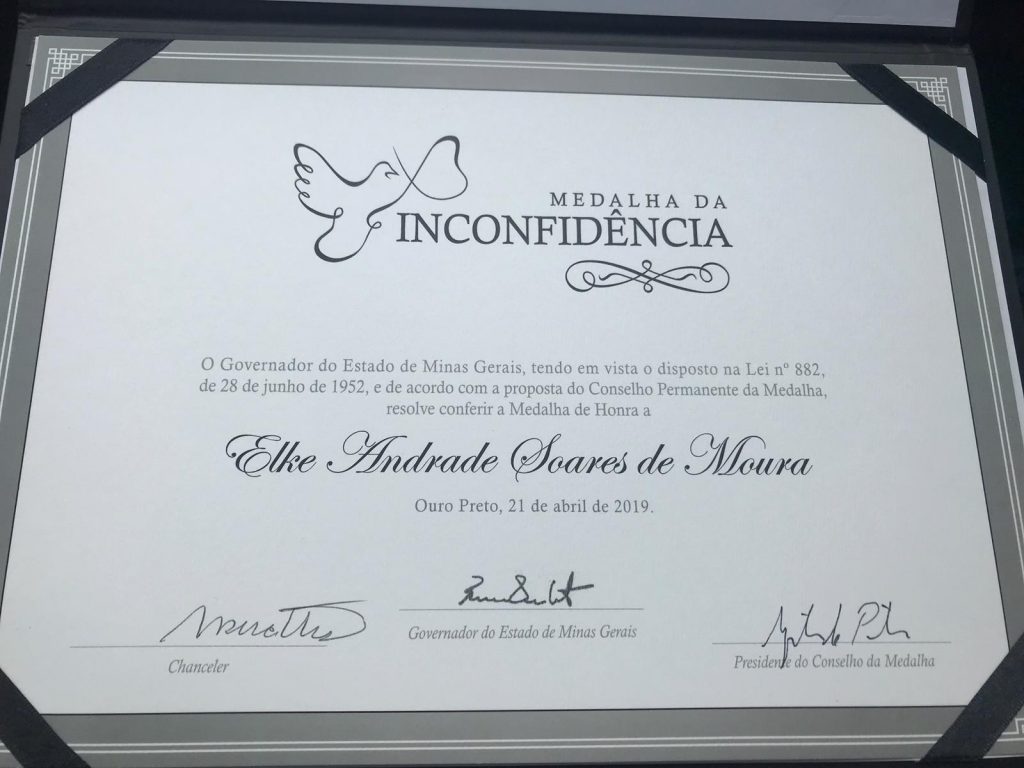 MEDALHA DA
INCONFIDÊNCIA
O Governador do Estado de Minas Gerais, tendo em vista o disposto na Lei nº 882,
de 28 de junho de 1952, e de acordo com a proposta do Conselho Permanente da Medalha,
resolve conferir a Medalha de Honra a
Elke Andrade Soares de Moura
Ouro Preto, 21 de abril de 2019.
Governador do Estado de Minas Gerais
Chanceler
Presidente do Conselho da Medalha